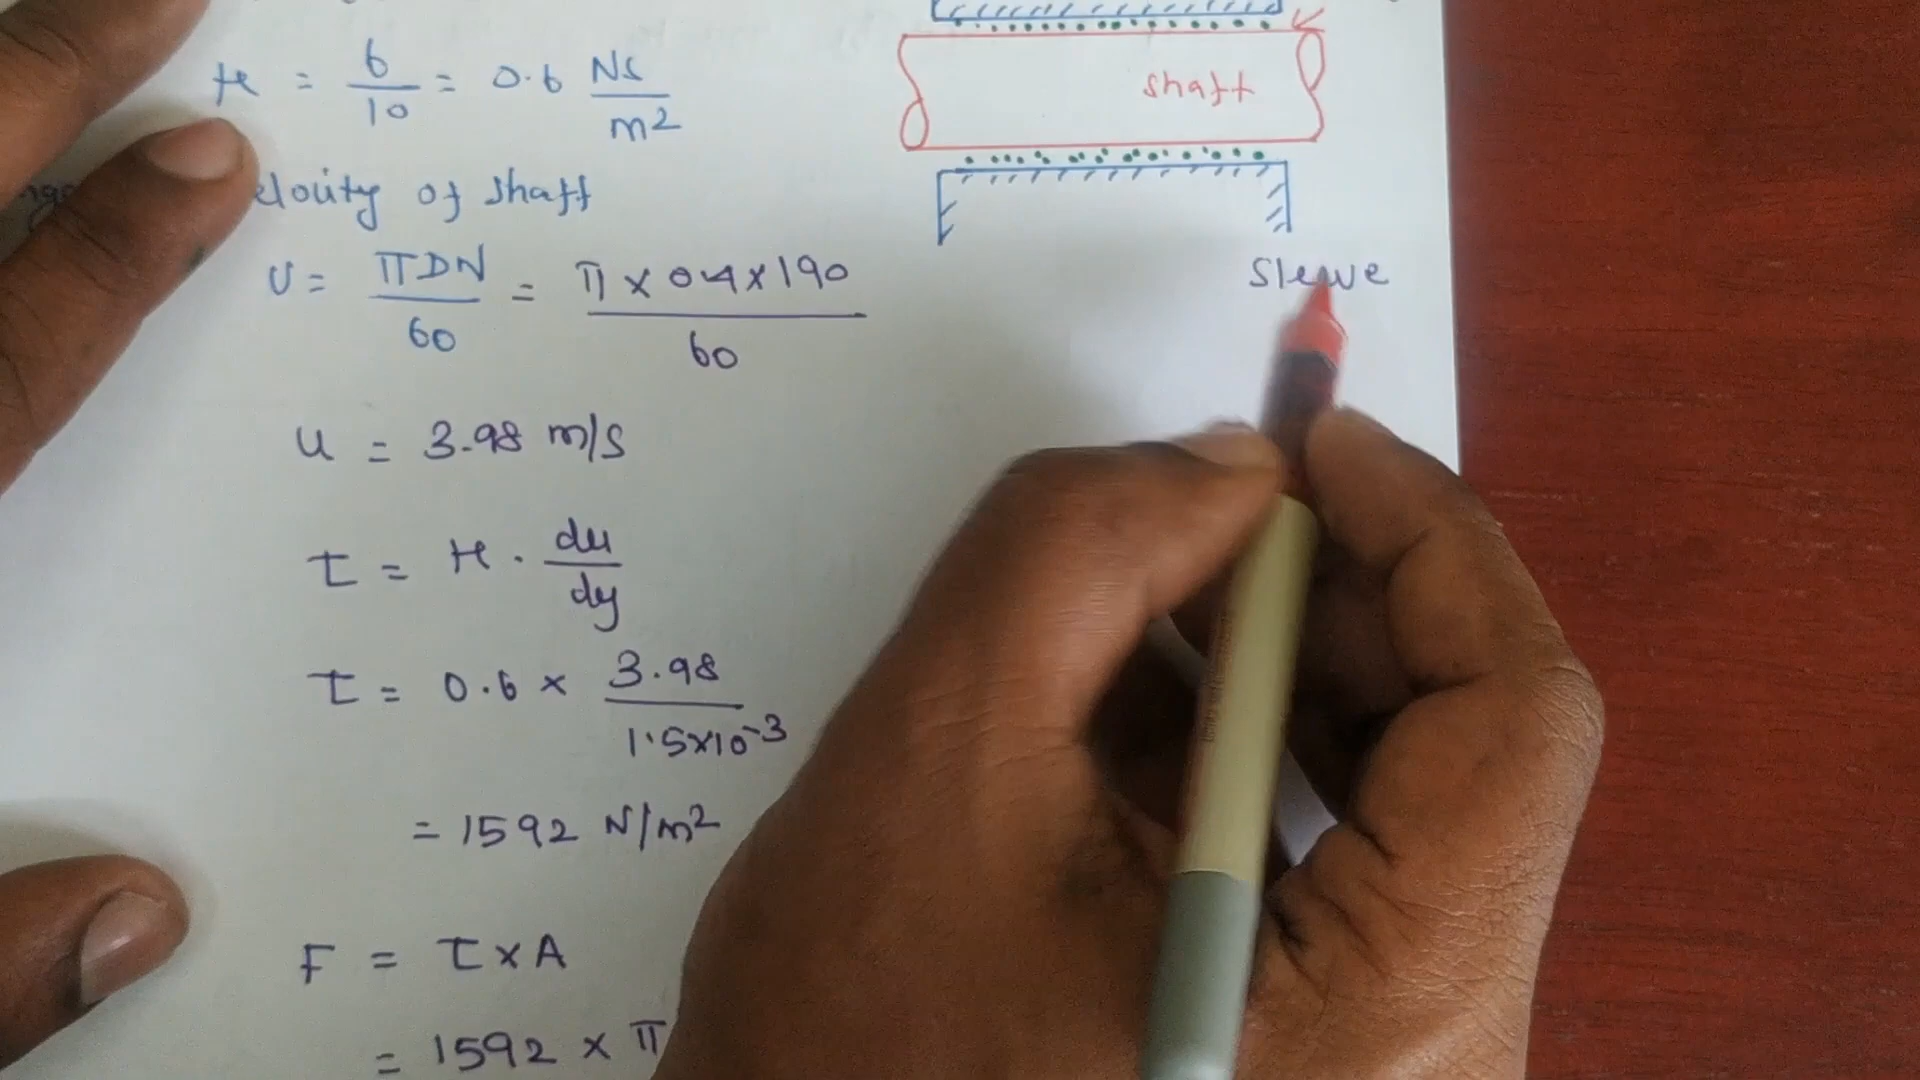 μ = 6/10 = 0.6 Ns/m²
shaft
elocity of shaft
U = πDN/60 = π × 0.4 × 190/60
Sleeve
u = 3.98 m/s
τ = μ . du/dy
τ = 0.6 × 3.98/1.5×10⁻³
= 1592 N/m²
F = τ × A
= 1592 × π